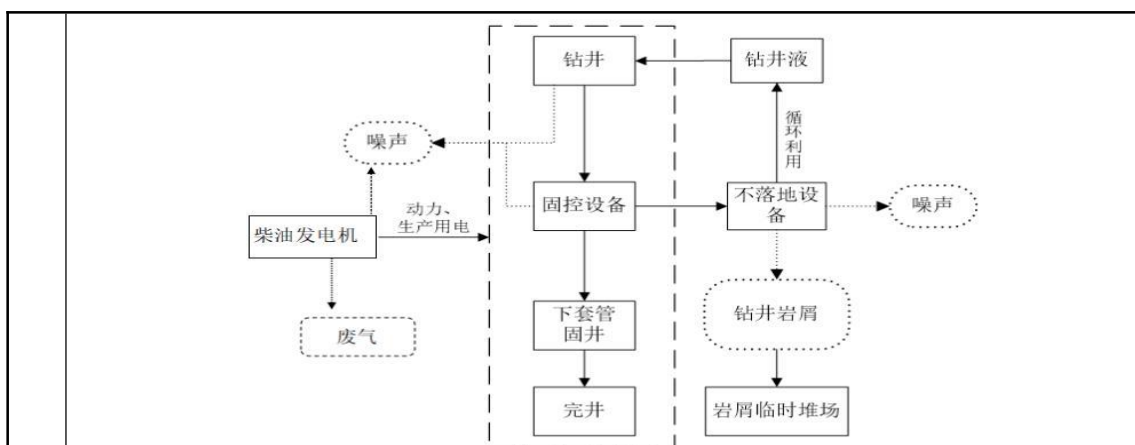 钻井
钻井液
噪声
循环利用
固控设备
不落地设
备
噪声
动力、
生产用电
柴油发电机
下套管
固井
钻井岩屑
废气
完井
岩屑临时堆场